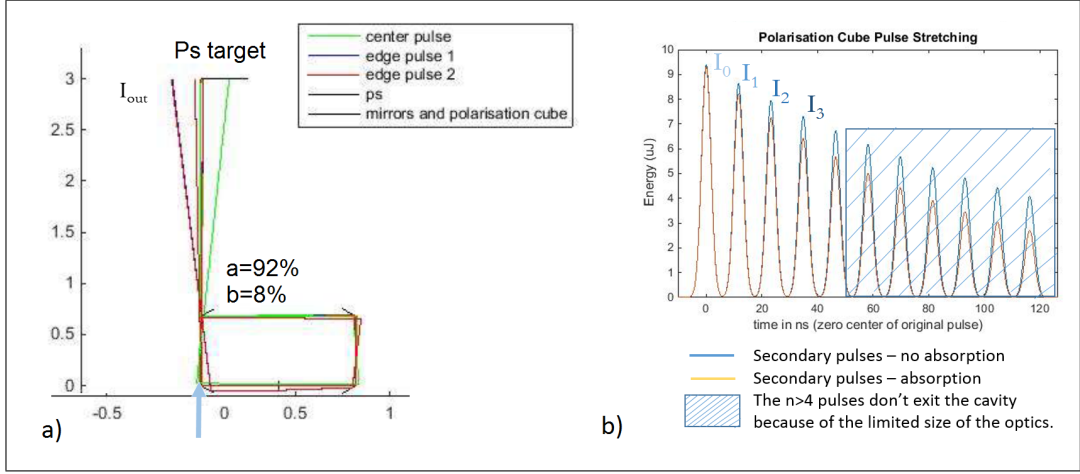 Ps target
I_out
center pulse
edge pulse 1
edge pulse 2
ps
mirrors and polarisation cube
3
2.5
2
1.5
1
0.5
0
a=92%
b=8%
-0.5
0
0.5
1
a)
Polarisation Cube Pulse Stretching
I_0
I_1
I_2
I_3
Energy (uJ)
10
9
8
7
6
5
4
3
2
1
0
0
20
40
60
80
100
120
time in ns (zero center of original pulse)
Secondary pulses – no absorption
Secondary pulses – absorption
The n>4 pulses don't exit the cavity
because of the limited size of the optics.
b)